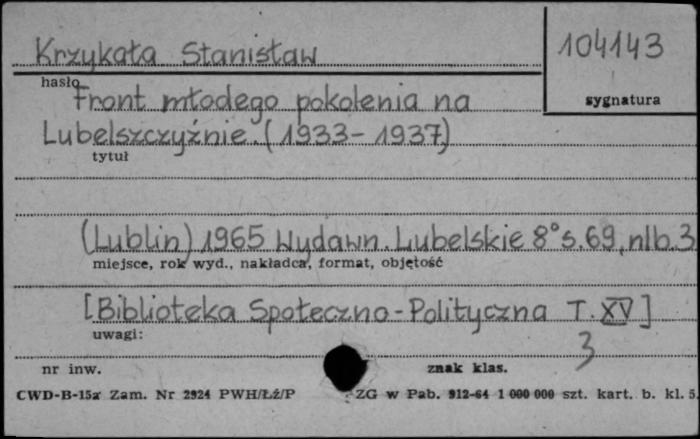 Krzykała Stanisław
104143
hasło
sygnatura
Front młodego pokolenia na
Lubelszczyźnie. (1933-1937)
tytuł
(Lublin) 1965 Wydawn. Lubelskie 8° s. 69, nlb. 3
miejsce, rok wyd., nakładca, format, objętość
[Biblioteka Społeczno-Polityczna T. XV]
uwagi:
3
nr inw.
znak klas.
CWD-B-15a Zam. Nr 2924 PWH/Łź/P
ZG w Pab. 912-64 1 000 000 szt. kart. b. kl. 5.